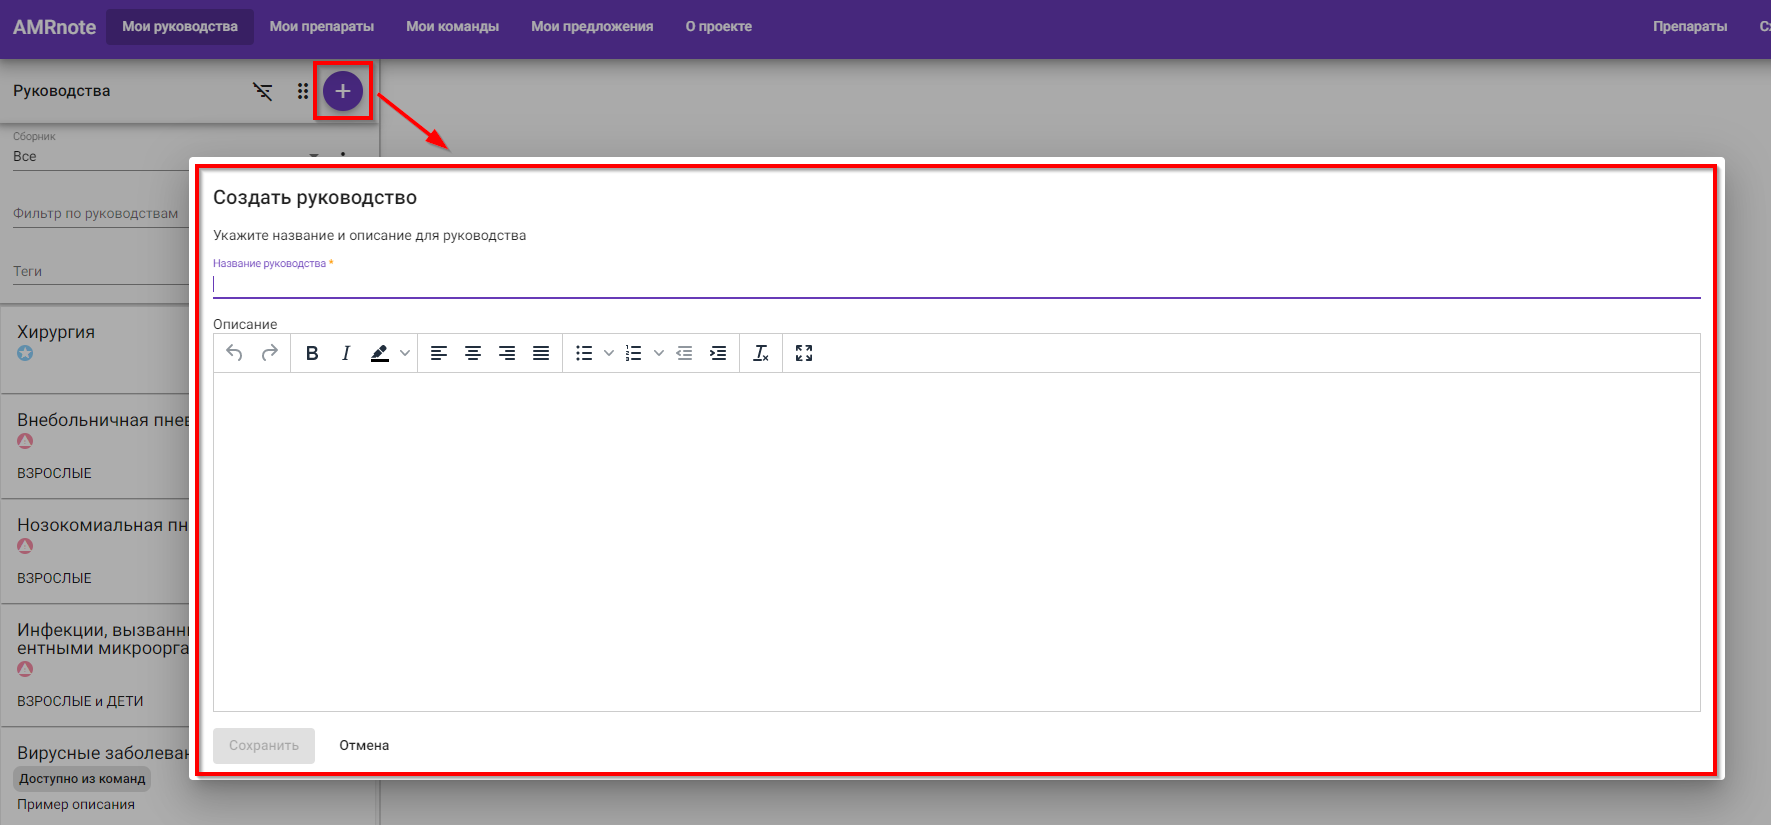 AMRnote Мои руководства Мои препараты Мои команды Мои предложения О проекте Препараты
Руководства
Сборник
Все
Фильтр по руководствам
Теги
Хирургия
Внебольничная пнев
ВЗРОСЛЫЕ
Нозокомиальная пн
ВЗРОСЛЫЕ
Инфекции, вызванн
ентными микроорга
ВЗРОСЛЫЕ и ДЕТИ
Вирусные заболеван
Доступно из команд
Пример описания
Создать руководство
Укажите название и описание для руководства
Название руководства *
Описание
Сохранить Отмена